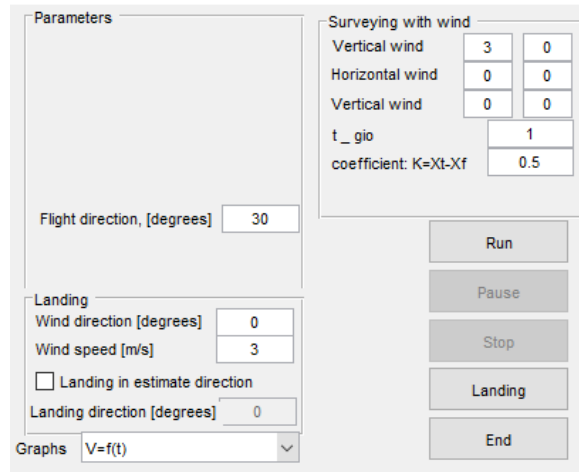 Parameters
Flight direction, [degrees] 30
Landing
Wind direction [degrees] 0
Wind speed [m/s] 3
Landing in estimate direction
Landing direction [degrees] 0
Graphs V=f(t)
Surveying with wind
Vertical wind 3 0
Horizontal wind 0 0
Vertical wind 0 0
t _ gio 1
coefficient: K=Xt-Xf 0.5
Run
Pause
Stop
Landing
End